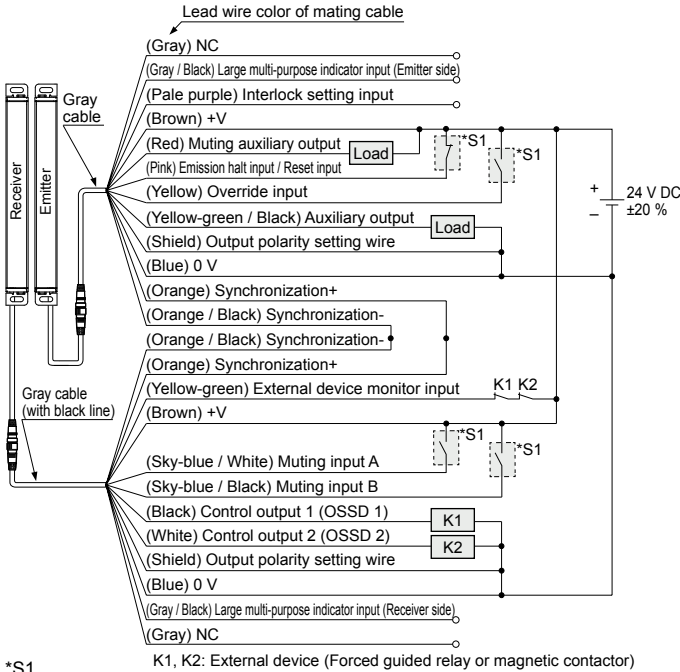 Lead wire color of mating cable
(Gray) NC
(Gray / Black) Large multi-purpose indicator input (Emitter side)
(Pale purple) Interlock setting input
(Brown) +V
(Red) Muting auxiliary output
Load
*S1
(Pink) Emission halt input / Reset input
*S1
(Yellow) Override input
(Yellow-green / Black) Auxiliary output
Load
(Shield) Output polarity setting wire
(Blue) 0 V
+
–
24 V DC
±20 %
Gray
cable
Receiver
Emitter
(Orange) Synchronization+
(Orange / Black) Synchronization-
(Orange / Black) Synchronization-
(Orange) Synchronization+
(Yellow-green) External device monitor input
K1 K2
Gray cable
(with black line)
(Brown) +V
*S1
*S1
(Sky-blue / White) Muting input A
(Sky-blue / Black) Muting input B
(Black) Control output 1 (OSSD 1)
K1
(White) Control output 2 (OSSD 2)
K2
(Shield) Output polarity setting wire
(Blue) 0 V
(Gray / Black) Large multi-purpose indicator input (Receiver side)
(Gray) NC
*S1
K1, K2: External device (Forced guided relay or magnetic contactor)